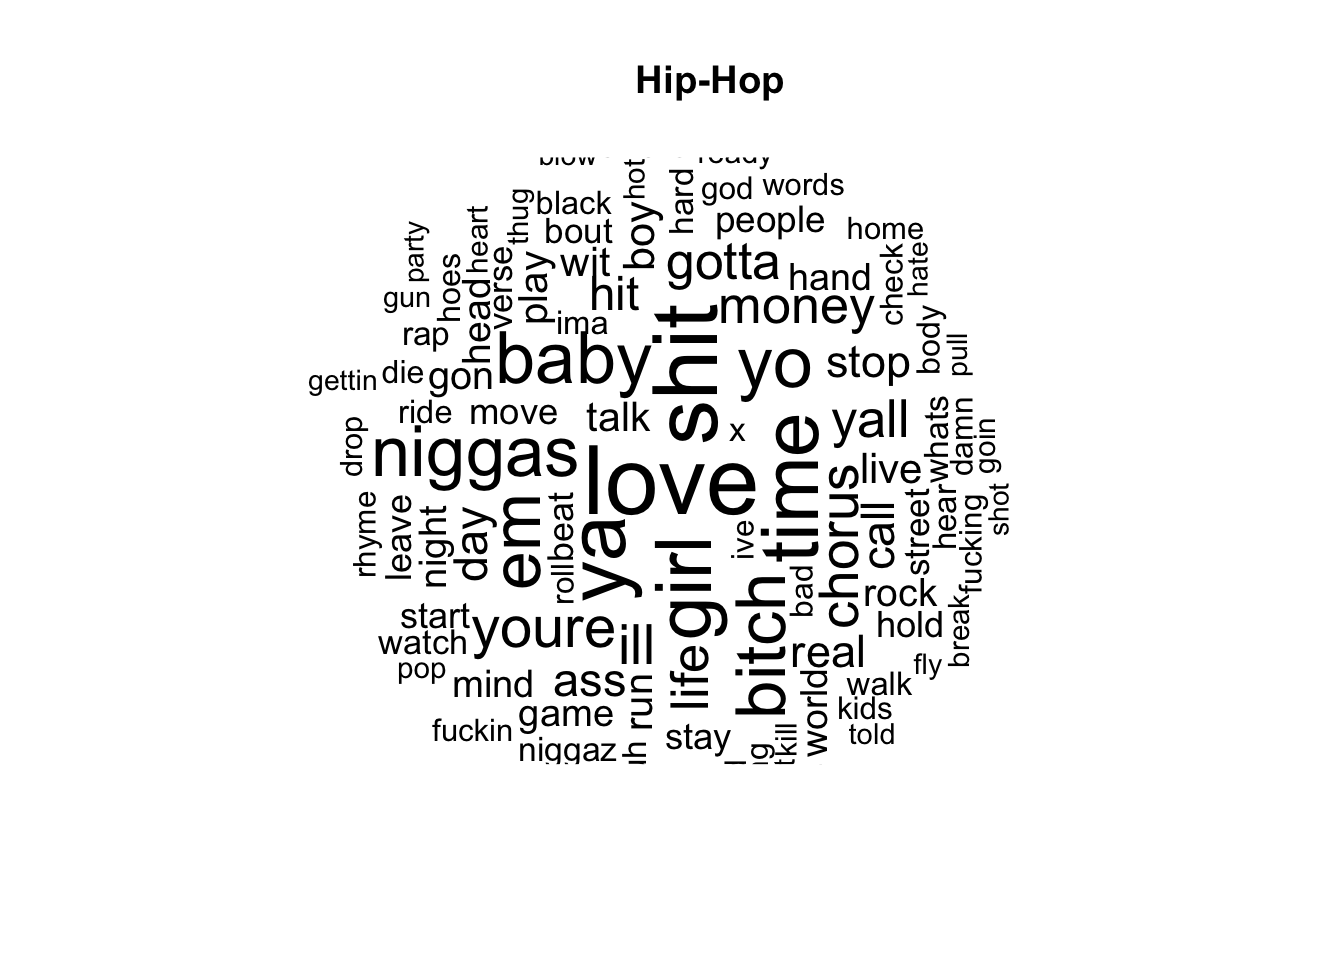 Hip-Hop
blow
ready
hot
hard
god
words
black
thug
boy
people
home
party
heart
bout
wit
gotta
hand
check
hate
gun
hoes
head
verse
play
hit
money
rap
ima
shit
body
pull
baby
yo
stop
gettin
die
gon
ride
move
talk
x
yall
whats
damn
goin
drop
niggas
love
time
live
shot
rhyme
leave
night
day
em
roll
beat
ya
girl
ive
bitch
bad
chorus
call
street
hear
fucking
rock
start
watch
youre
ill
life
real
hold
break
pop
mind
ass
run
world
walk
fly
kids
fuckin
game
niggaz
stay
kill
told